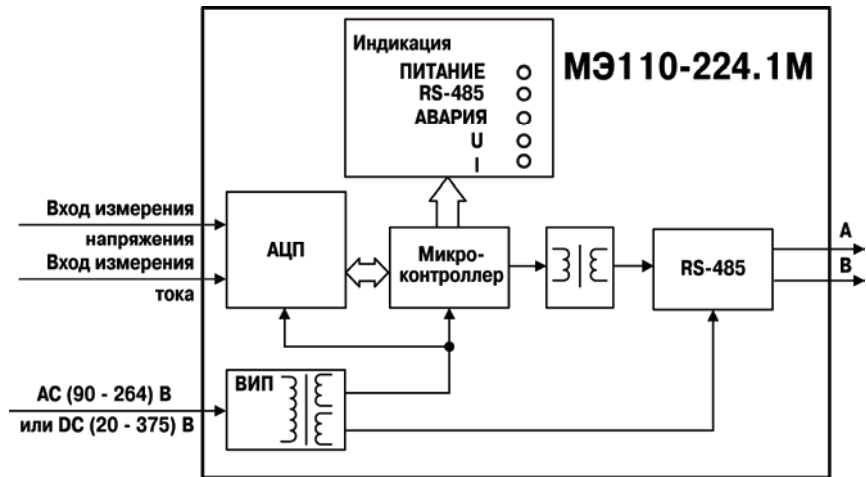 Индикация
ПИТАНИЕ
RS-485
АВАРИЯ
U
I
МЭ110-224.1М
Вход измерения
напряжения
Вход измерения
тока
АЦП
Микро-
контроллер
RS-485
A
B
ВИП
AC (90 - 264) В
или DC (20 - 375) В